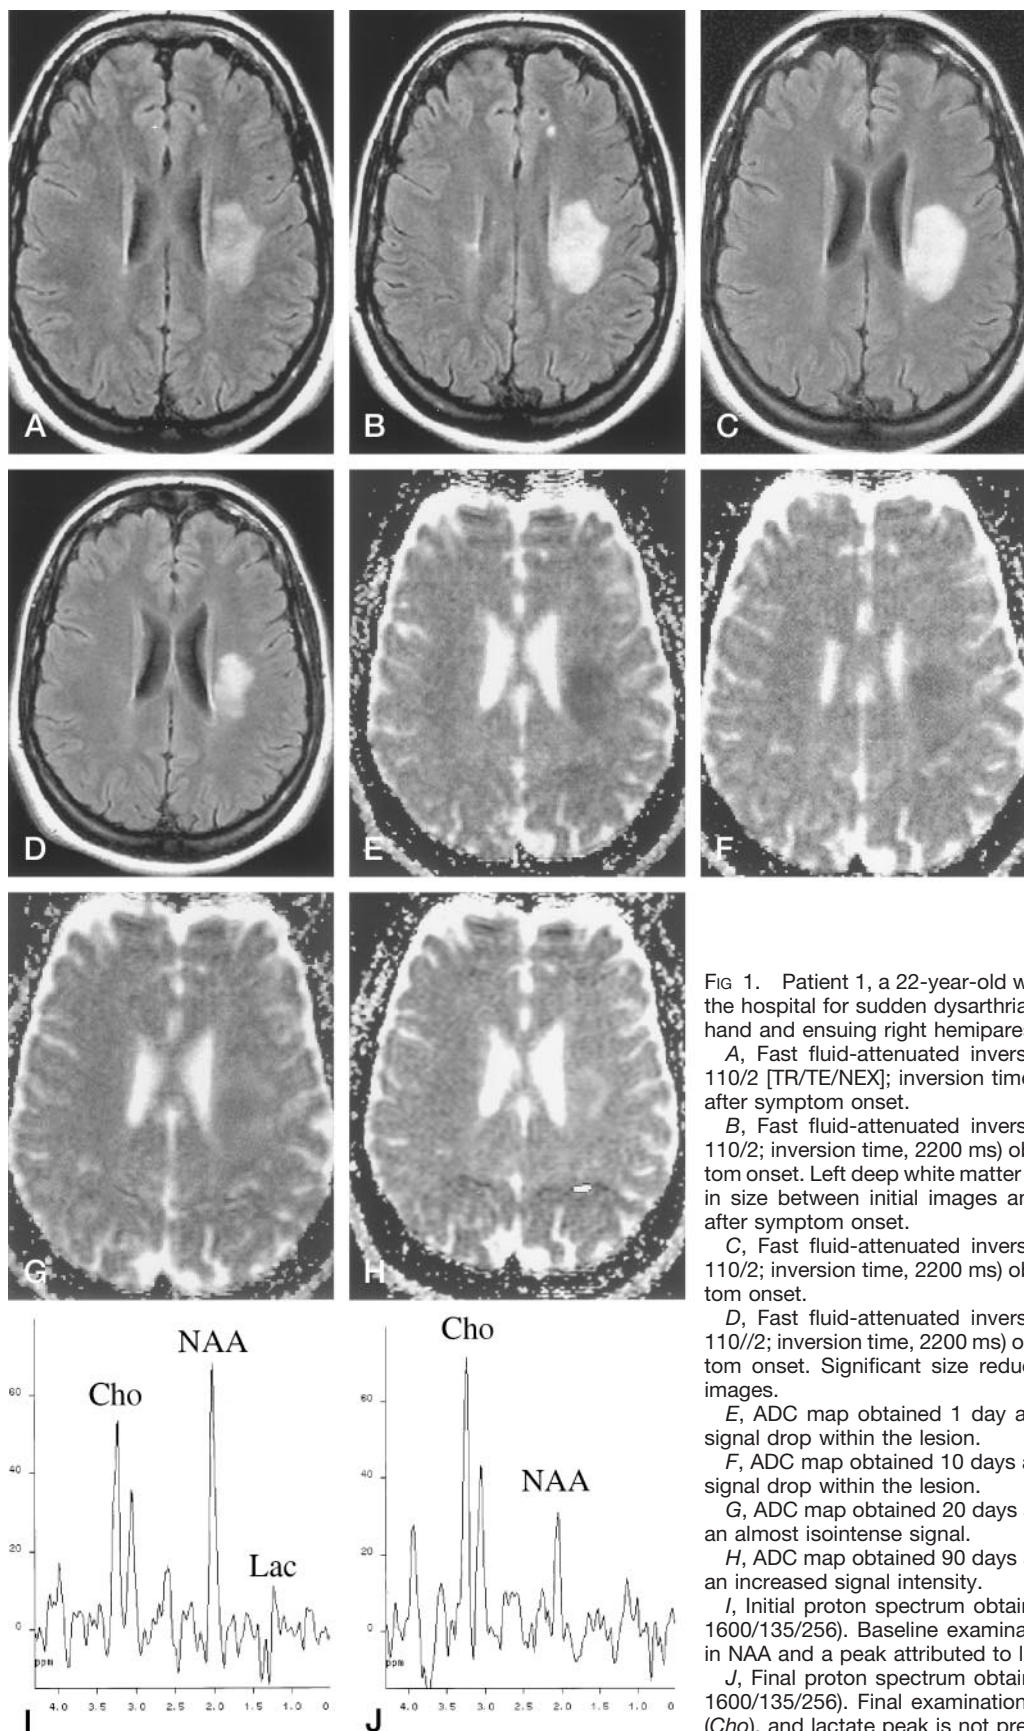 A
B
C
D
E
F
G
H
FIG 1. Patient 1, a 22-year-old w
the hospital for sudden dysarthria
hand and ensuing right hemipares
A, Fast fluid-attenuated invers
110/2 [TR/TE/NEX]; inversion time
after symptom onset.
B, Fast fluid-attenuated invers
110/2; inversion time, 2200 ms) ob
tom onset. Left deep white matter
in size between initial images an
after symptom onset.
C, Fast fluid-attenuated invers
110/2; inversion time, 2200 ms) ob
tom onset.
D, Fast fluid-attenuated invers
110//2; inversion time, 2200 ms) o
tom onset. Significant size redu
images.
E, ADC map obtained 1 day a
signal drop within the lesion.
F, ADC map obtained 10 days a
signal drop within the lesion.
G, ADC map obtained 20 days
an almost isointense signal.
H, ADC map obtained 90 days
an increased signal intensity.
I, Initial proton spectrum obtain
1600/135/256). Baseline examina
in NAA and a peak attributed to l
J, Final proton spectrum obtain
1600/135/256). Final examination
(Cho), and lactate peak is not pre
NAA
Cho
Lac
60
40
20
0
ppm
4.0 3.5 3.0 2.5 2.0 1.5 1.0 0
I
Cho
NAA
60
40
20
0
ppm
4.0 3.5 3.0 2.5 2.0 1.5 1.0 0
J